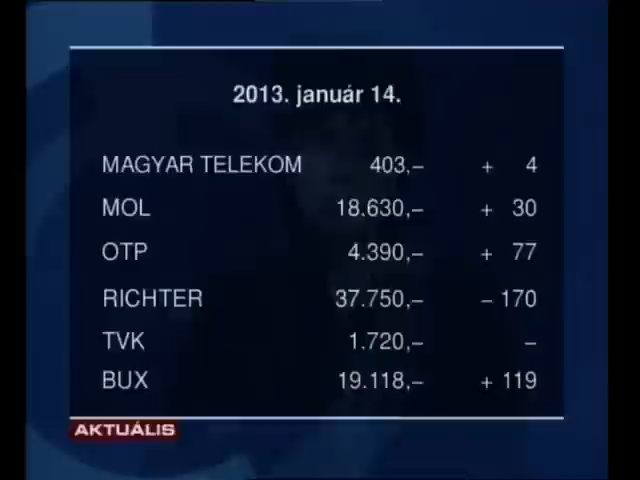 2013. január 14.
MAGYAR TELEKOM 403,– + 4
MOL 18.630,– + 30
OTP 4.390,– + 77
RICHTER 37.750,– – 170
TVK 1.720,– –
BUX 19.118,– + 119
AKTUÁLIS